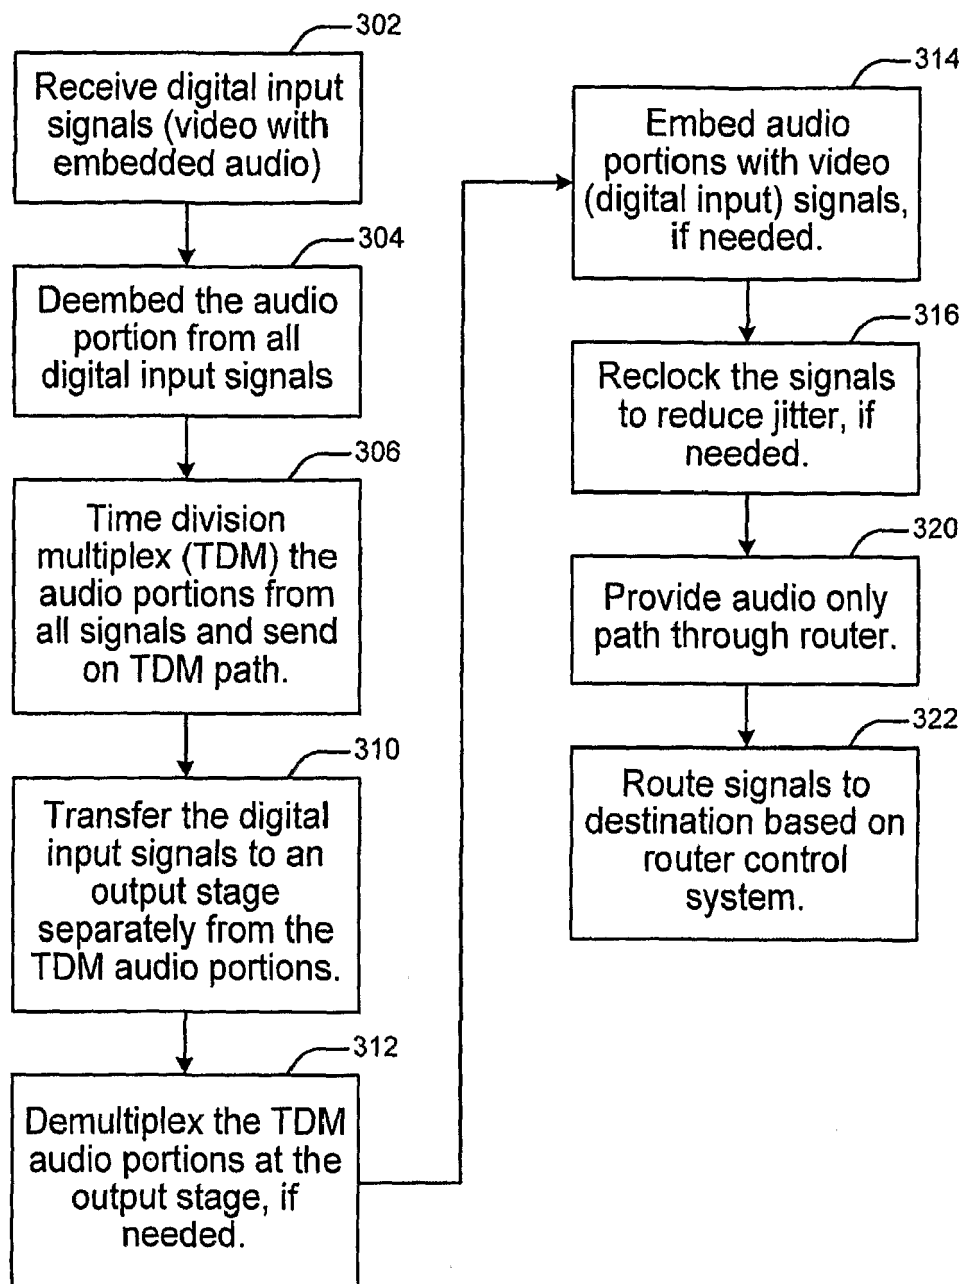 302
Receive digital input
signals (video with
embedded audio)
304
Deembed the audio
portion from all
digital input signals
306
Time division
multiplex (TDM) the
audio portions from
all signals and send
on TDM path.
310
Transfer the digital
input signals to an
output stage
separately from the
TDM audio portions.
312
Demultiplex the TDM
audio portions at the
output stage, if
needed.
314
Embed audio
portions with video
(digital input) signals,
if needed.
316
Reclock the signals
to reduce jitter, if
needed.
320
Provide audio only
path through router.
322
Route signals to
destination based on
router control
system.